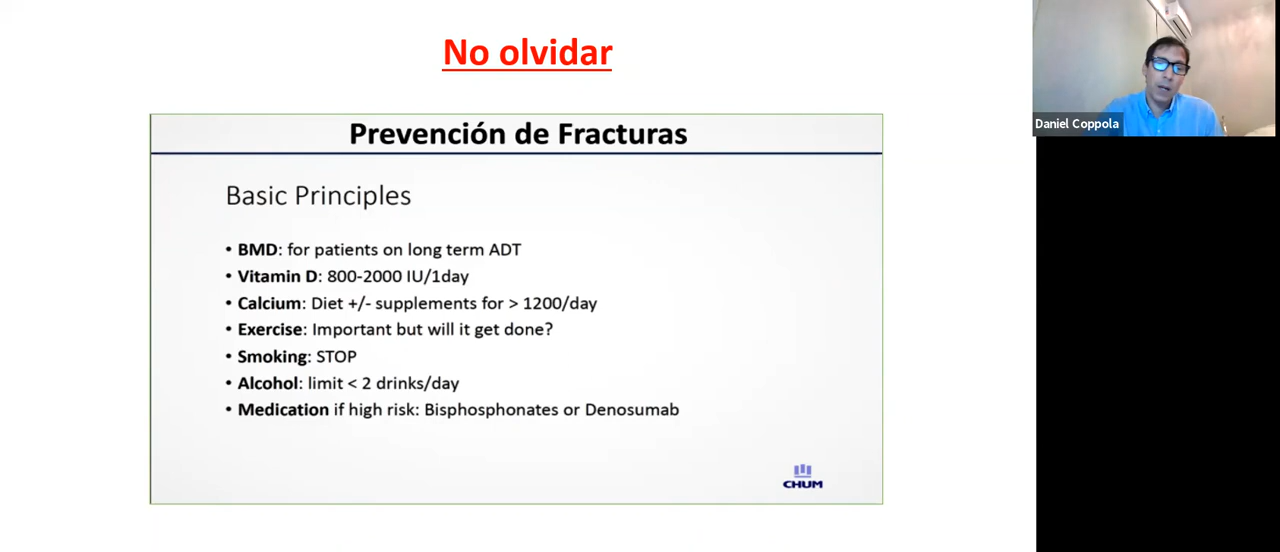 No olvidar
Prevención de Fracturas
Basic Principles
• BMD: for patients on long term ADT
• Vitamin D: 800-2000 IU/1day
• Calcium: Diet +/- supplements for > 1200/day
• Exercise: Important but will it get done?
• Smoking: STOP
• Alcohol: limit < 2 drinks/day
• Medication if high risk: Bisphosphonates or Denosumab
CHUM
Daniel Coppola